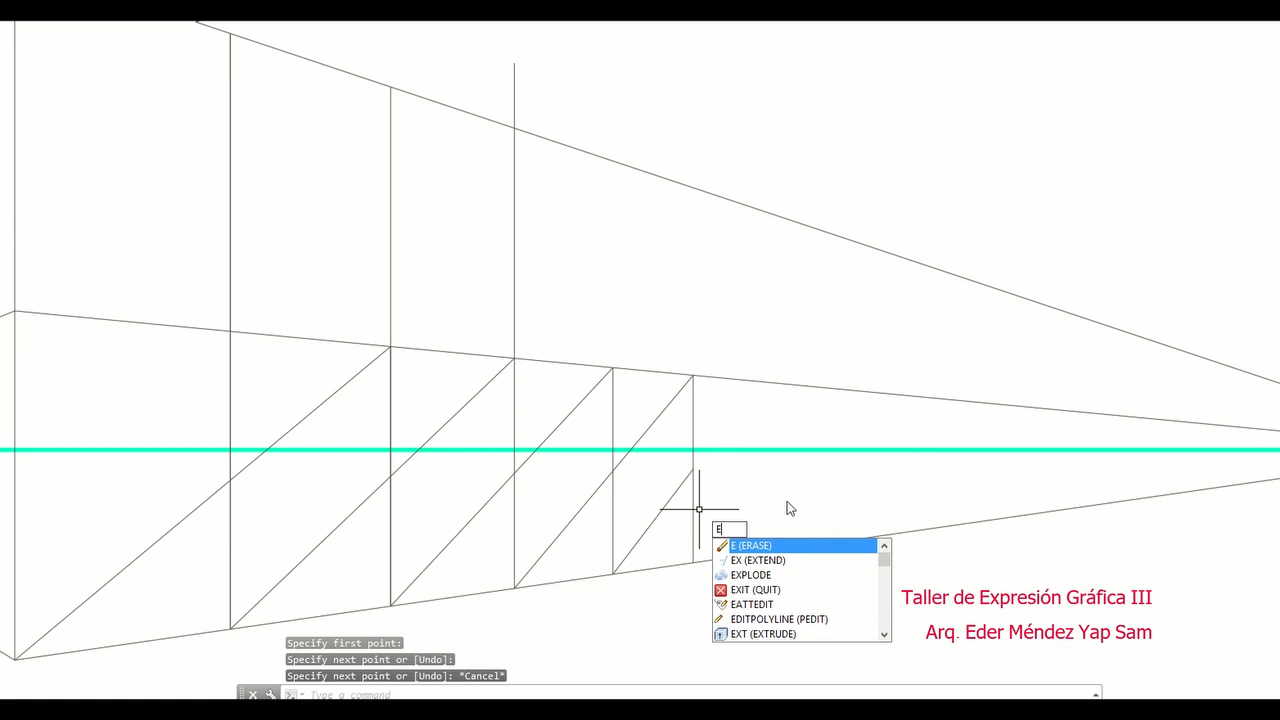 E
E (ERASE)
EX (EXTEND)
EXPLODE
EXIT (QUIT)
EATTEDIT
EDITPOLYLINE (PEDIT)
EXT (EXTRUDE)
Taller de Expresión Gráfica III
Arq. Eder Méndez Yap Sam
Specify first point:
Specify next point or [Undo]:
Specify next point or [Undo]: *Cancel*
Type a command